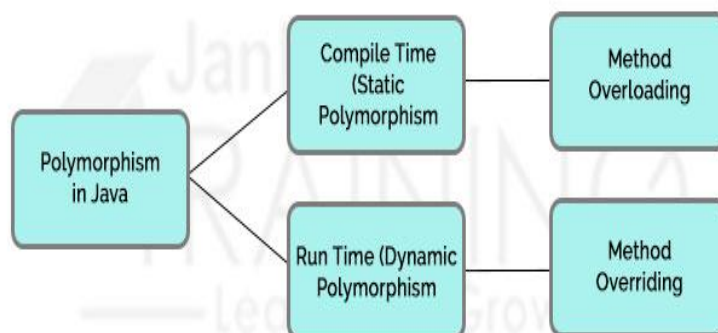 Polymorphism
in Java
Compile Time
(Static
Polymorphism
Method
Overloading
Run Time (Dynamic
Polymorphism
Method
Overriding